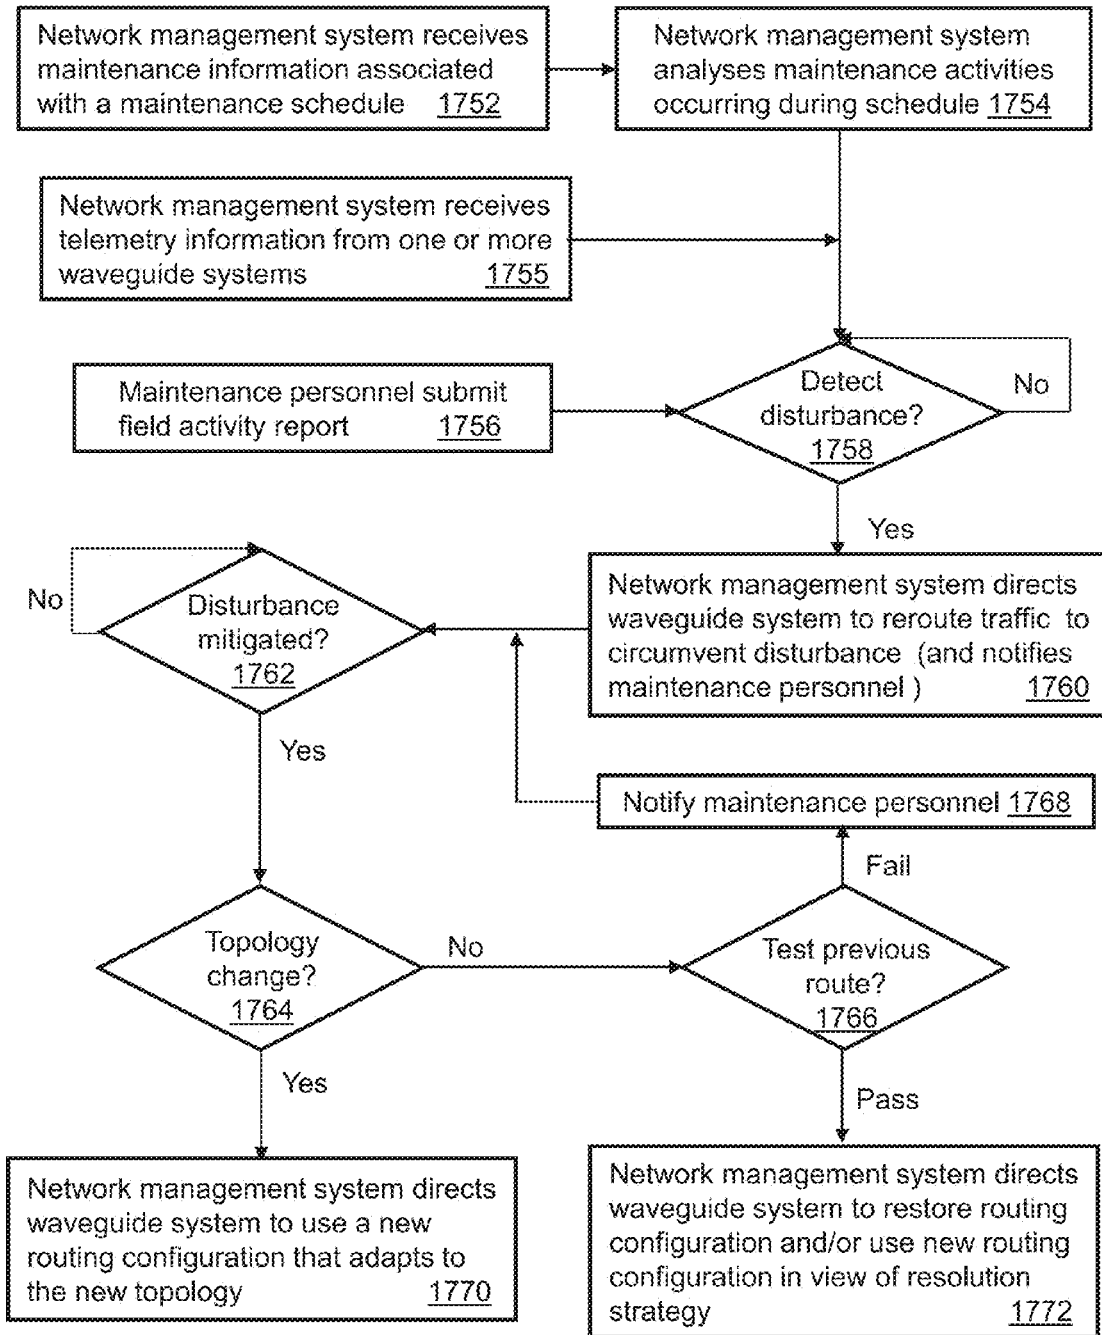 Network management system receives
maintenance information associated
with a maintenance schedule 1752
Network management system
analyses maintenance activities
occurring during schedule 1754
Network management system receives
telemetry information from one or more
waveguide systems 1755
Maintenance personnel submit
field activity report 1756
Detect
disturbance?
1758
No
Yes
Network management system directs
waveguide system to reroute traffic to
circumvent disturbance (and notifies
maintenance personnel ) 1760
No
Disturbance
mitigated?
1762
Yes
Notify maintenance personnel 1768
Fail
Topology
change?
1764
No
Test previous
route?
1766
Yes
Pass
Network management system directs
waveguide system to use a new
routing configuration that adapts to
the new topology 1770
Network management system directs
waveguide system to restore routing
configuration and/or use new routing
configuration in view of resolution
strategy 1772